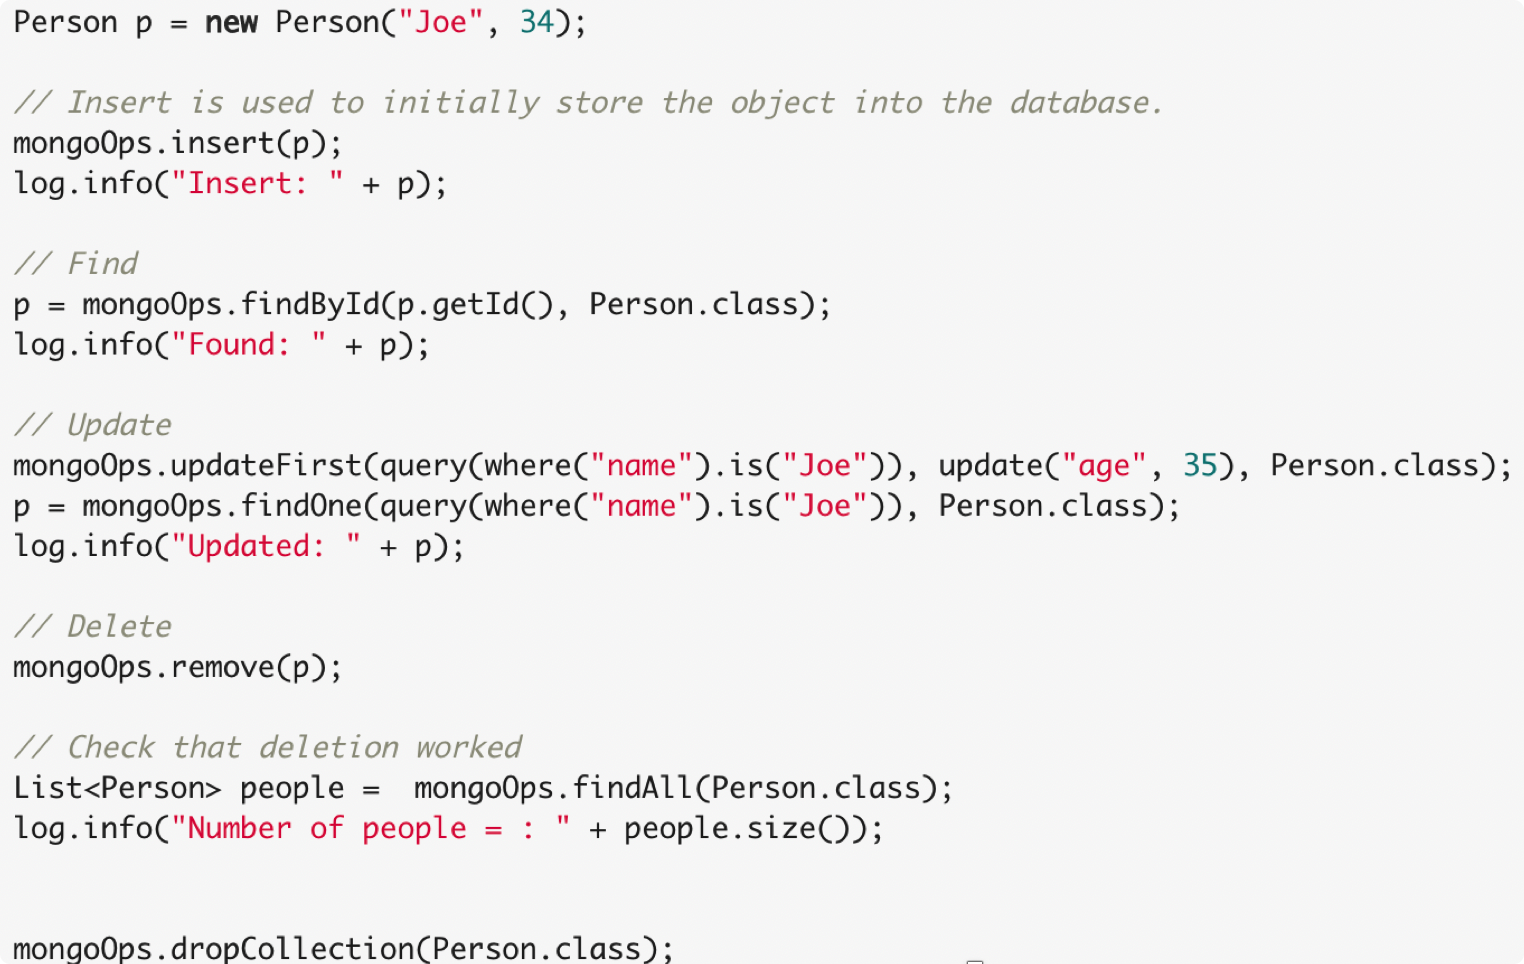 Person p = new Person("Joe", 34);
// Insert is used to initially store the object into the database.
mongoOps.insert(p);
log.info("Insert: " + p);
// Find
p = mongoOps.findById(p.getId(), Person.class);
log.info("Found: " + p);
// Update
mongoOps.updateFirst(query(where("name").is("Joe")), update("age", 35), Person.class);
p = mongoOps.findOne(query(where("name").is("Joe")), Person.class);
log.info("Updated: " + p);
// Delete
mongoOps.remove(p);
// Check that deletion worked
List<Person> people =  mongoOps.findAll(Person.class);
log.info("Number of people = : " + people.size());
mongoOps.dropCollection(Person.class);